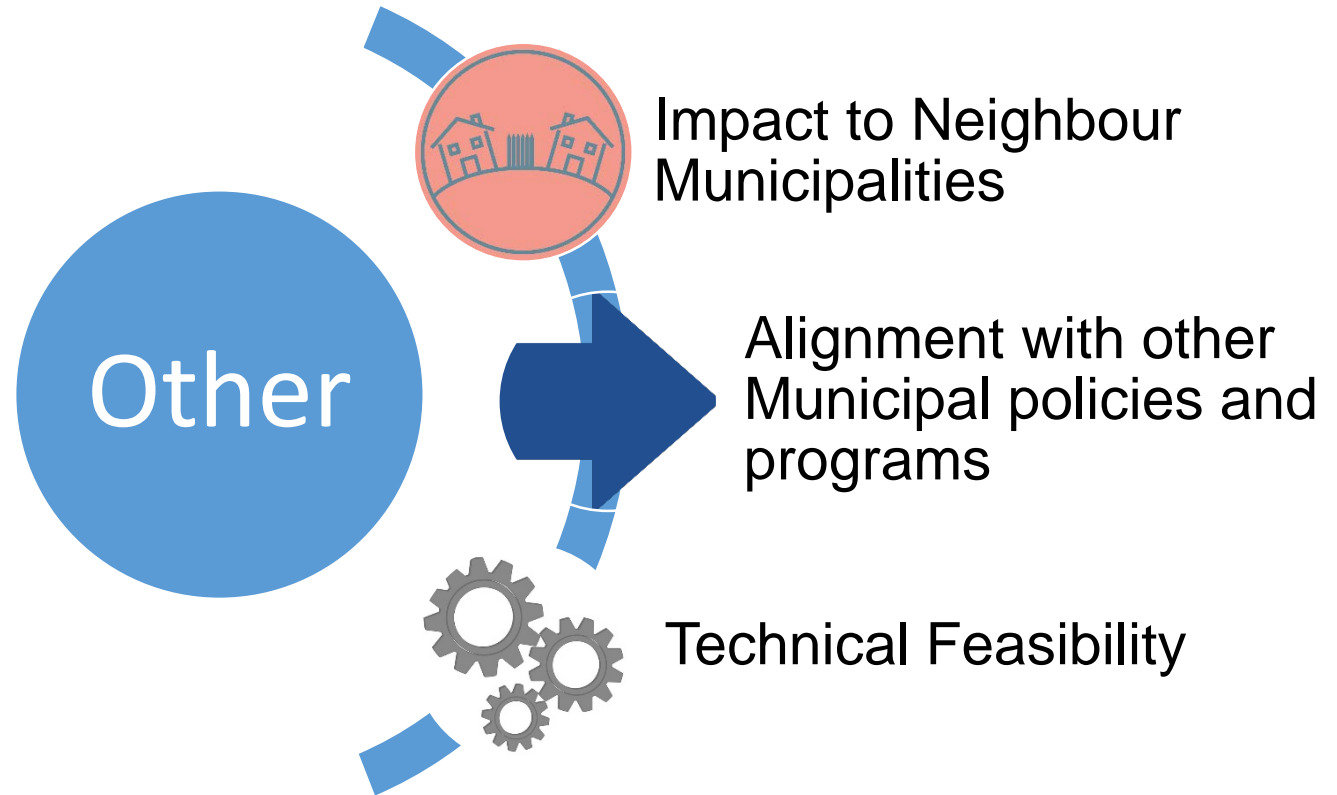 Other
Impact to Neighbour
Municipalities
Alignment with other
Municipal policies and
programs
Technical Feasibility